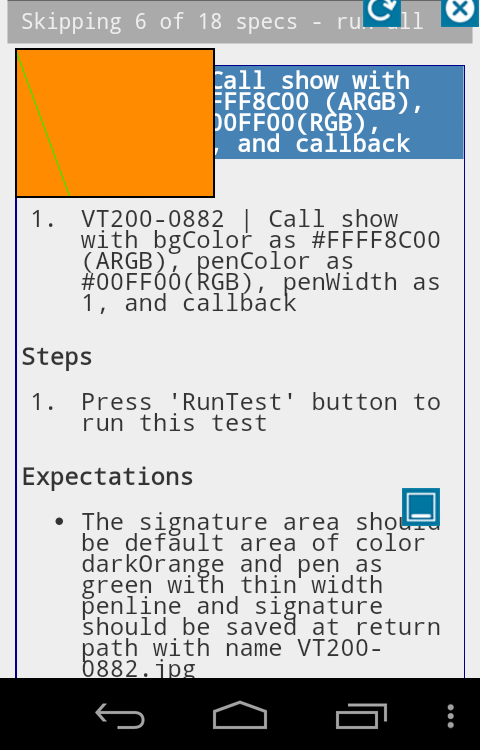 Skipping 6 of 18 specs - run all
Call show with
FFF8C00 (ARGB),
00FF00(RGB),
, and callback
1. VT200-0882 | Call show
with bgColor as #FFFF8C00
(ARGB), penColor as
#00FF00(RGB), penWidth as
1, and callback
Steps
1. Press 'RunTest' button to
run this test
Expectations
• The signature area should
be default area of color
darkOrange and pen as
green with thin width
penline and signature
should be saved at return
path with name VT200-
0882.jpg